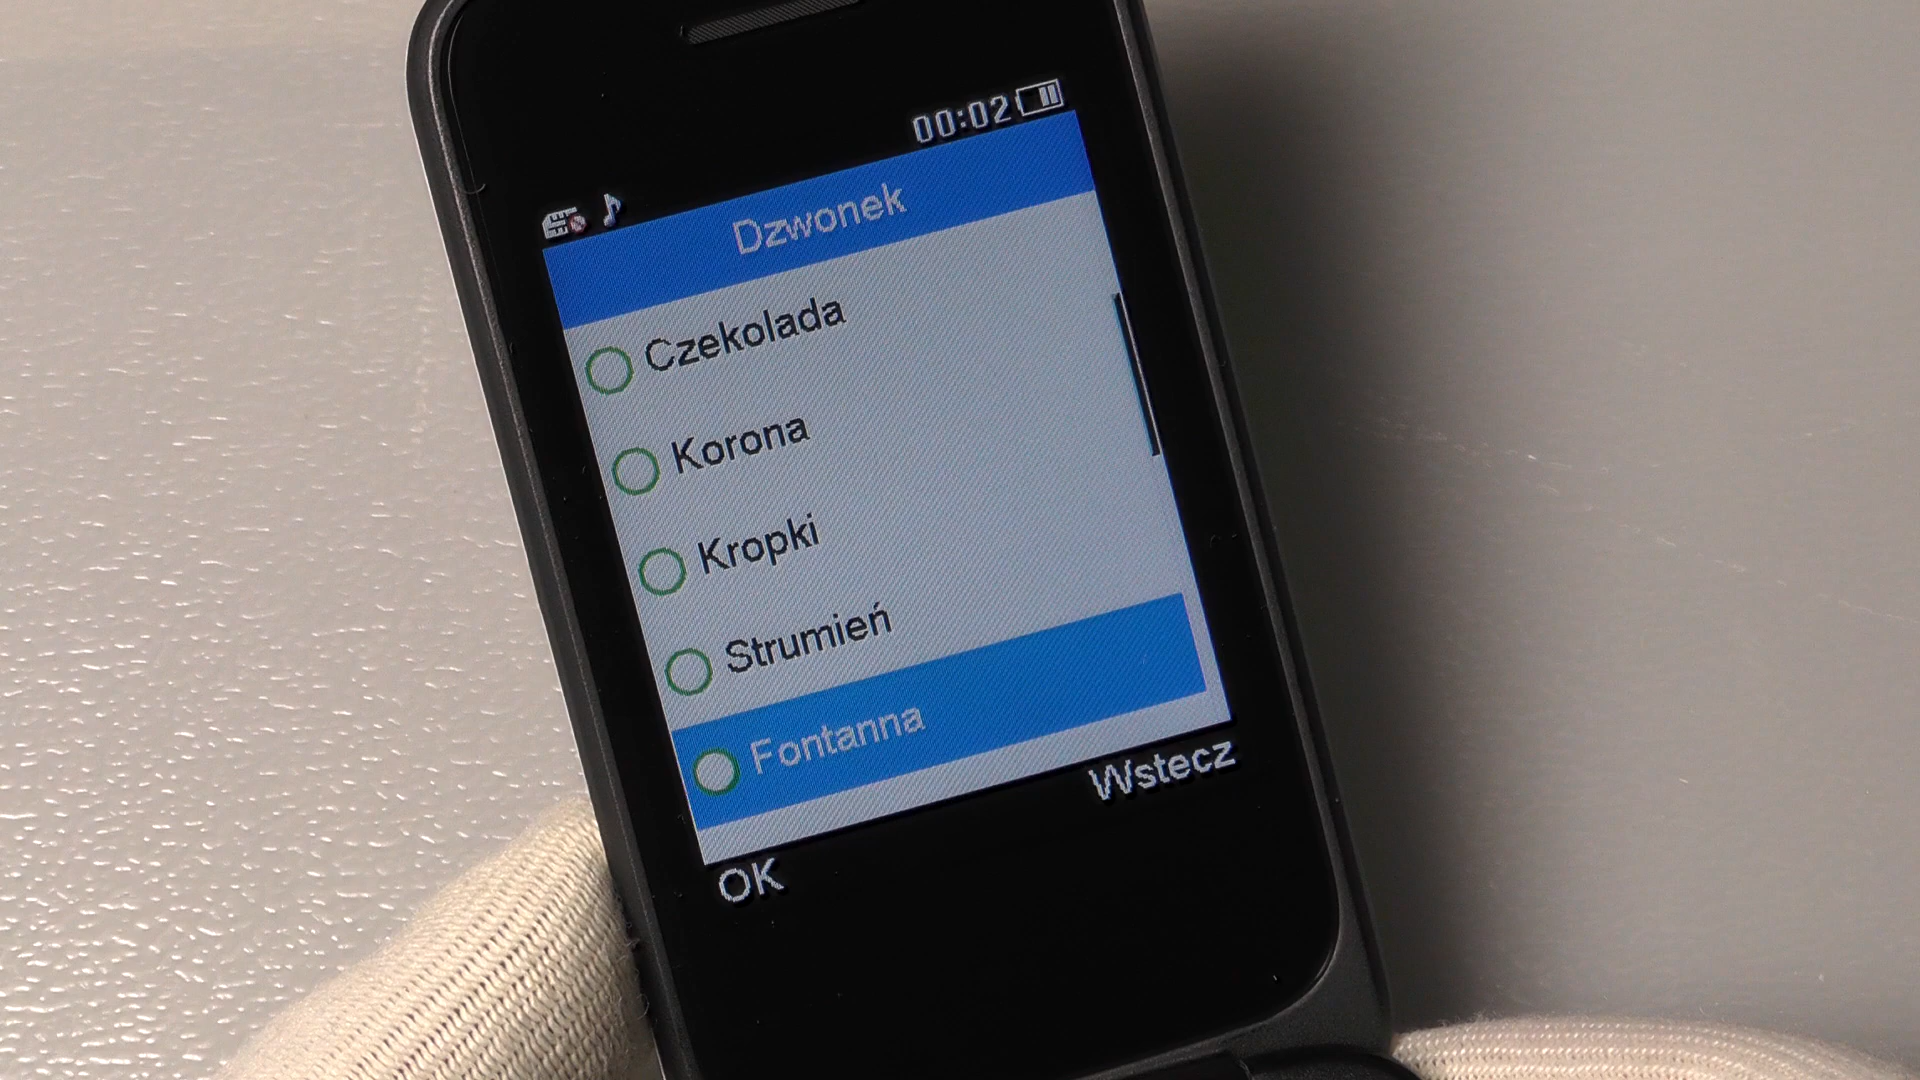 00:02
Dzwonek
Czekolada
Korona
Kropki
Strumień
Fontanna
Wstecz
OK